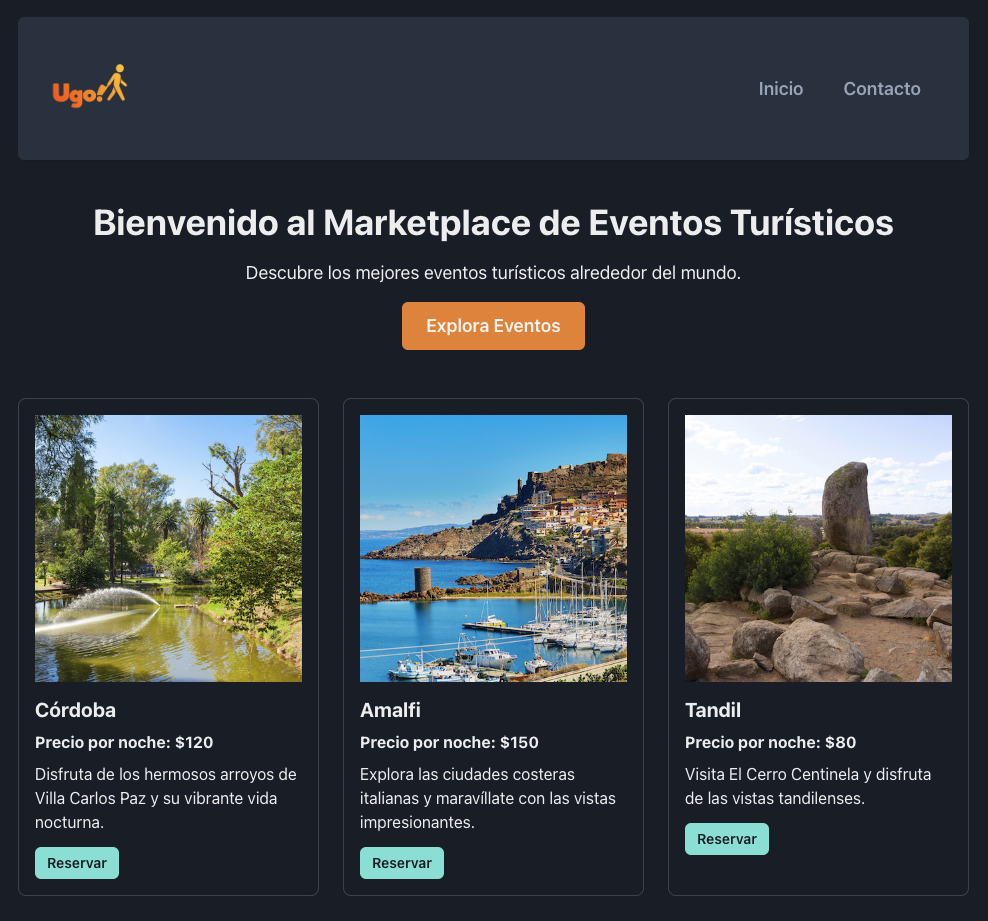 Ugo!
Inicio
Contacto
Bienvenido al Marketplace de Eventos Turísticos
Descubre los mejores eventos turísticos alrededor del mundo.
Explora Eventos
Córdoba
Precio por noche: $120
Disfruta de los hermosos arroyos de
Villa Carlos Paz y su vibrante vida
nocturna.
Reservar
Amalfi
Precio por noche: $150
Explora las ciudades costeras
italianas y maravíllate con las vistas
impresionantes.
Reservar
Tandil
Precio por noche: $80
Visita El Cerro Centinela y disfruta
de las vistas tandilenses.
Reservar